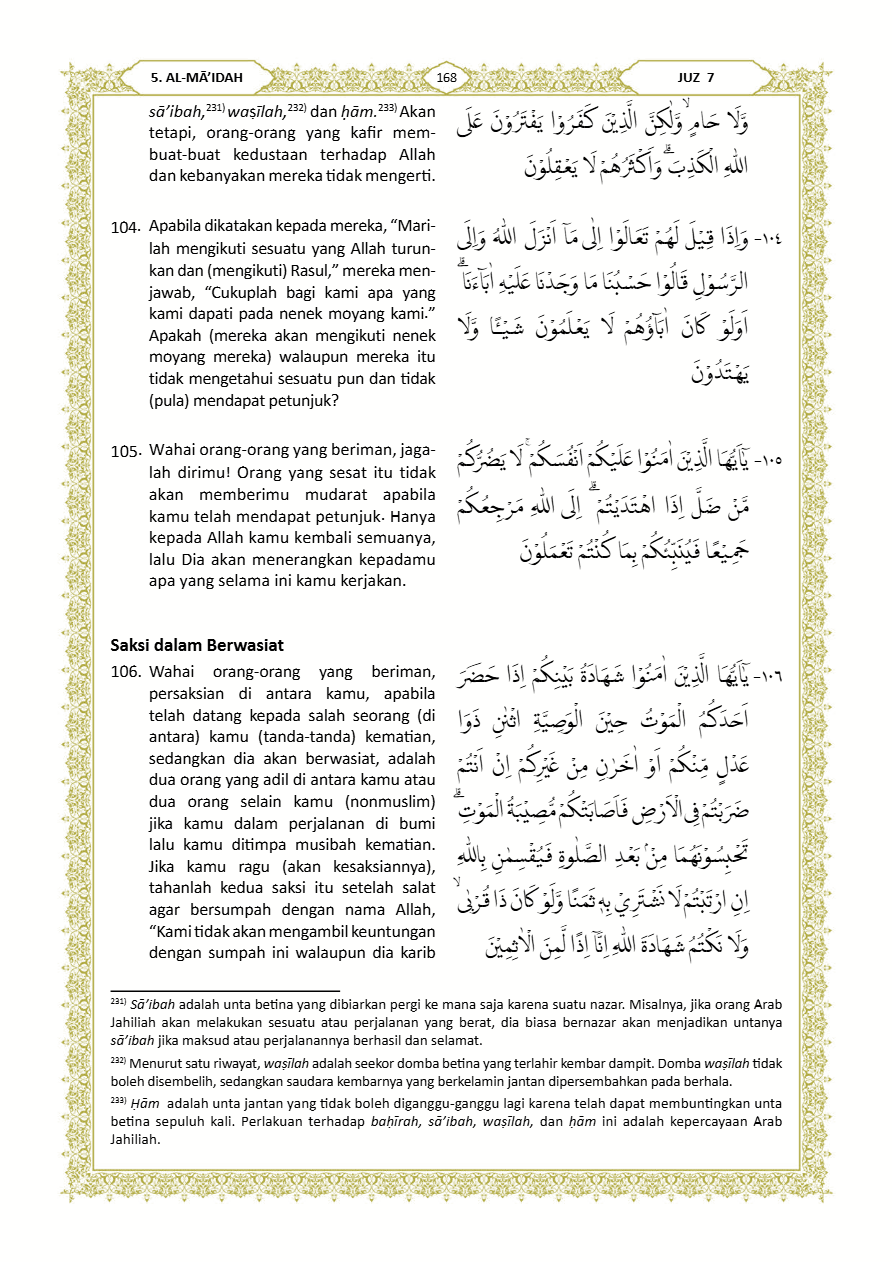 5. AL-MĀ’IDAH
168
JUZ 7
sā’ibah,²³¹⁾ waṣīlah,²³²⁾ dan ḥām.²³³⁾ Akan
tetapi, orang-orang yang kafir mem-
buat-buat kedustaan terhadap Allah
dan kebanyakan mereka tidak mengerti.
وَّلَا حَامٍ ۙوَّلٰكِنَّ الَّذِيْنَ كَفَرُوْا يَفْتَرُوْنَ عَلَى
اللّٰهِ الْكَذِبَۗ وَاَكْثَرُهُمْ لَا يَعْقِلُوْنَ
104. Apabila dikatakan kepada mereka, “Mari-
lah mengikuti sesuatu yang Allah turun-
kan dan (mengikuti) Rasul,” mereka men-
jawab, “Cukuplah bagi kami apa yang
kami dapati pada nenek moyang kami.”
Apakah (mereka akan mengikuti nenek
moyang mereka) walaupun mereka itu
tidak mengetahui sesuatu pun dan tidak
(pula) mendapat petunjuk?
١٠٤- وَاِذَا قِيْلَ لَهُمْ تَعَالَوْا اِلٰى مَآ اَنْزَلَ اللّٰهُ وَاِلَى
الرَّسُوْلِ قَالُوْا حَسْبُنَا مَا وَجَدْنَا عَلَيْهِ اٰبَاۤءَنَاۗ
اَوَلَوْ كَانَ اٰبَاۤؤُهُمْ لَا يَعْلَمُوْنَ شَيْـًٔا وَّلَا
يَهْتَدُوْنَ
105. Wahai orang-orang yang beriman, jaga-
lah dirimu! Orang yang sesat itu tidak
akan memberimu mudarat apabila
kamu telah mendapat petunjuk. Hanya
kepada Allah kamu kembali semuanya,
lalu Dia akan menerangkan kepadamu
apa yang selama ini kamu kerjakan.
١٠٥- يٰٓاَيُّهَا الَّذِيْنَ اٰمَنُوْا عَلَيْكُمْ اَنْفُسَكُمْ ۚ لَا يَضُرُّكُمْ
مَّنْ ضَلَّ اِذَا اهْتَدَيْتُمْ ۗ اِلَى اللّٰهِ مَرْجِعُكُمْ
جَمِيْعًا فَيُنَبِّئُكُمْ بِمَا كُنْتُمْ تَعْمَلُوْنَ
Saksi dalam Berwasiat
106. Wahai orang-orang yang beriman,
persaksian di antara kamu, apabila
telah datang kepada salah seorang (di
antara) kamu (tanda-tanda) kematian,
sedangkan dia akan berwasiat, adalah
dua orang yang adil di antara kamu atau
dua orang selain kamu (nonmuslim)
jika kamu dalam perjalanan di bumi
lalu kamu ditimpa musibah kematian.
Jika kamu ragu (akan kesaksiannya),
tahanlah kedua saksi itu setelah salat
agar bersumpah dengan nama Allah,
“Kami tidak akan mengambil keuntungan
dengan sumpah ini walaupun dia karib
١٠٦- يٰٓاَيُّهَا الَّذِيْنَ اٰمَنُوْا شَهَادَةُ بَيْنِكُمْ اِذَا حَضَرَ
اَحَدَكُمُ الْمَوْتُ حِيْنَ الْوَصِيَّةِ اثْنٰنِ ذَوَا
عَدْلٍ مِّنْكُمْ اَوْ اٰخَرٰنِ مِنْ غَيْرِكُمْ اِنْ اَنْتُمْ
ضَرَبْتُمْ فِى الْاَرْضِ فَاَصَابَتْكُمْ مُّصِيْبَةُ الْمَوْتِۗ
تَحْبِسُوْنَهُمَا مِنْۢ بَعْدِ الصَّلٰوةِ فَيُقْسِمٰنِ بِاللّٰهِ
اِنِ ارْتَبْتُمْ لَا نَشْتَرِيْ بِهٖ ثَمَنًا وَّلَوْ كَانَ ذَا قُرْبٰىۙ
وَلَا نَكْتُمُ شَهَادَةَ اللّٰهِ اِنَّآ اِذًا لَّمِنَ الْاٰثِمِيْنَ
²³¹⁾ Sā’ibah adalah unta betina yang dibiarkan pergi ke mana saja karena suatu nazar. Misalnya, jika orang Arab
Jahiliah akan melakukan sesuatu atau perjalanan yang berat, dia biasa bernazar akan menjadikan untanya
sā’ibah jika maksud atau perjalanannya berhasil dan selamat.
²³²⁾ Menurut satu riwayat, waṣīlah adalah seekor domba betina yang terlahir kembar dampit. Domba waṣīlah tidak
boleh disembelih, sedangkan saudara kembarnya yang berkelamin jantan dipersembahkan pada berhala.
²³³⁾ Ḥām adalah unta jantan yang tidak boleh diganggu-ganggu lagi karena telah dapat membuntingkan unta
betina sepuluh kali. Perlakuan terhadap baḥīrah, sā’ibah, waṣīlah, dan ḥām ini adalah kepercayaan Arab
Jahiliah.